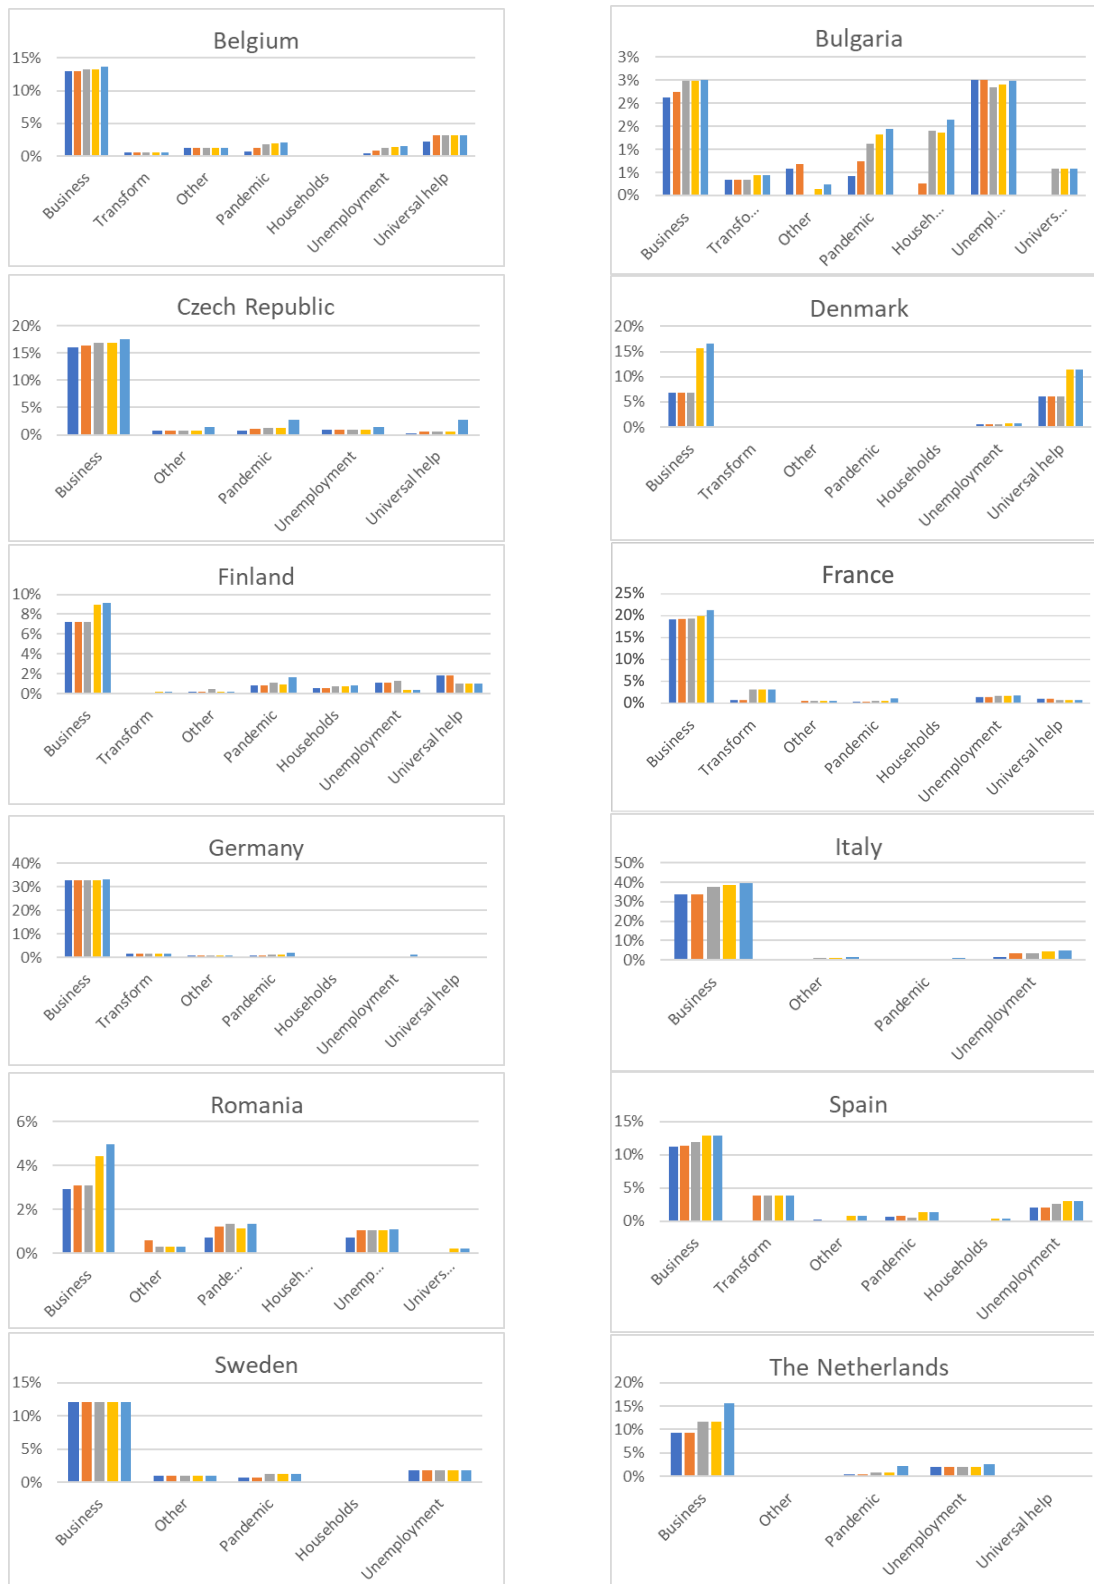 Belgium
15%
10%
5%
0%
Business
Transform
Other
Pandemic
Households
Unemployment
Universal help
Bulgaria
3%
3%
2%
2%
1%
1%
0%
Business
Transfo...
Other
Pandemic
Househ...
Unempl...
Univers...
Czech Republic
20%
15%
10%
5%
0%
Business
Other
Pandemic
Unemployment
Universal help
Denmark
20%
15%
10%
5%
0%
Business
Transform
Other
Pandemic
Households
Unemployment
Universal help
Finland
10%
8%
6%
4%
2%
0%
Business
Transform
Other
Pandemic
Households
Unemployment
Universal help
France
25%
20%
15%
10%
5%
0%
Business
Transform
Other
Pandemic
Households
Unemployment
Universal help
Germany
40%
30%
20%
10%
0%
Business
Transform
Other
Pandemic
Households
Unemployment
Universal help
Italy
50%
40%
30%
20%
10%
0%
Business
Other
Pandemic
Unemployment
Romania
6%
4%
2%
0%
Business
Other
Pande...
Househ...
Unemp...
Univers...
Spain
15%
10%
5%
0%
Business
Transform
Other
Pandemic
Households
Unemployment
Sweden
15%
10%
5%
0%
Business
Other
Pandemic
Households
Unemployment
The Netherlands
20%
15%
10%
5%
0%
Business
Other
Pandemic
Unemployment
Universal help